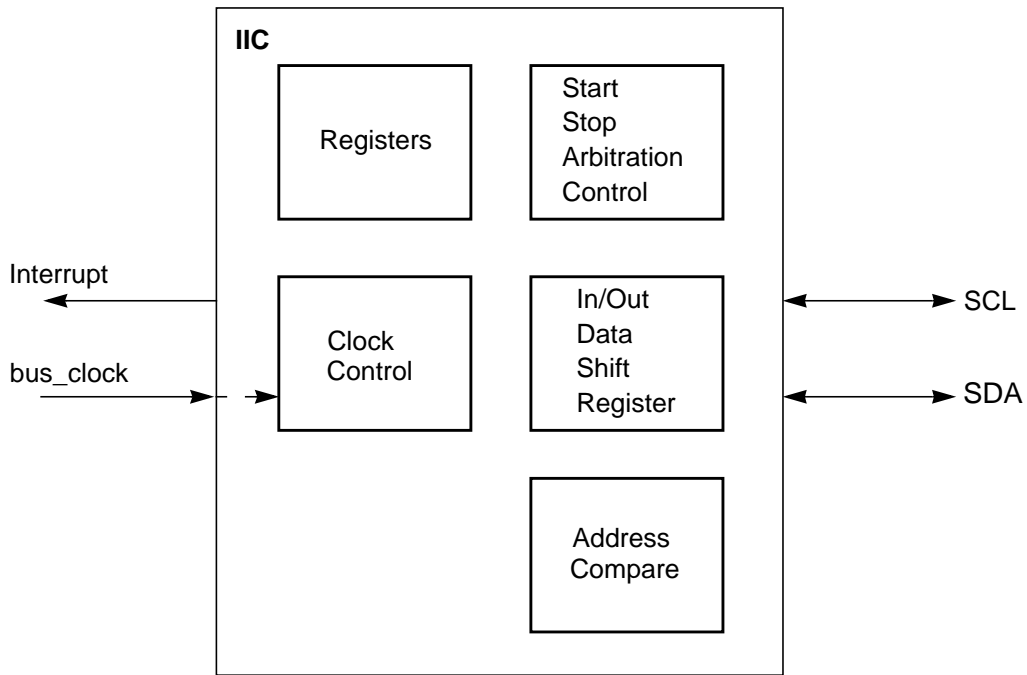 IIC
Registers
Start
Stop
Arbitration
Control
Interrupt
bus_clock
Clock
Control
In/Out
Data
Shift
Register
SCL
SDA
Address
Compare